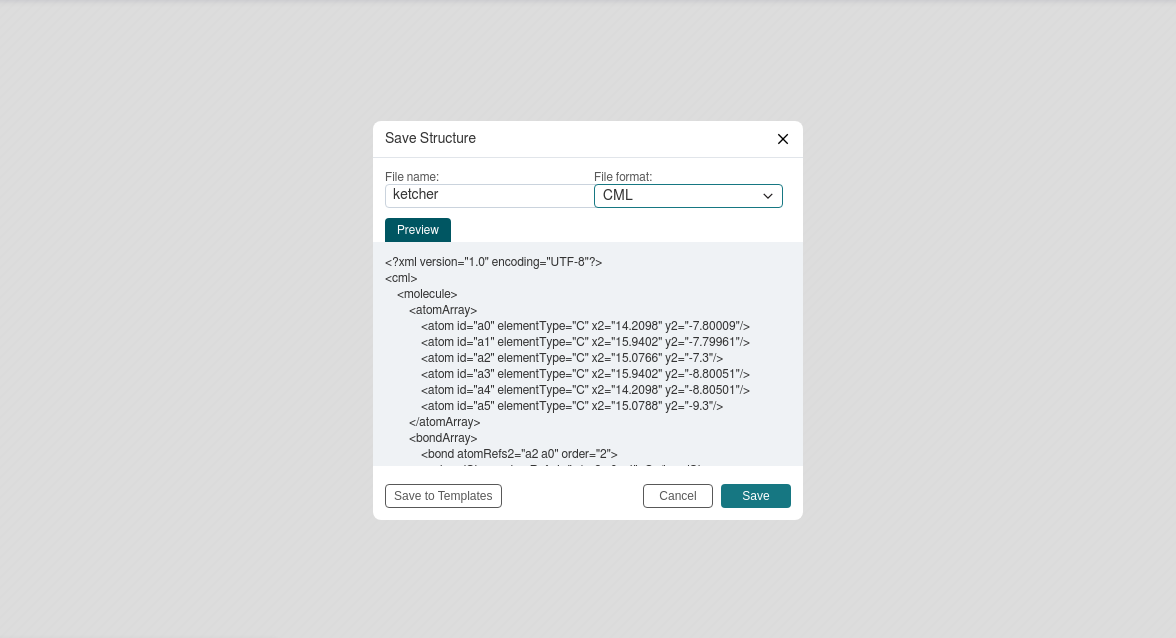 Save Structure
File name:
File format:
ketcher
CML
Preview
<?xml version="1.0" encoding="UTF-8"?>
<cml>
<molecule>
<atomArray>
<atom id="a0" elementType="C" x2="14.2098" y2="-7.80009"/>
<atom id="a1" elementType="C" x2="15.9402" y2="-7.79961"/>
<atom id="a2" elementType="C" x2="15.0766" y2="-7.3"/>
<atom id="a3" elementType="C" x2="15.9402" y2="-8.80051"/>
<atom id="a4" elementType="C" x2="14.2098" y2="-8.80501"/>
<atom id="a5" elementType="C" x2="15.0788" y2="-9.3"/>
</atomArray>
<bondArray>
<bond atomRefs2="a2 a0" order="2">
Save to Templates
Cancel
Save